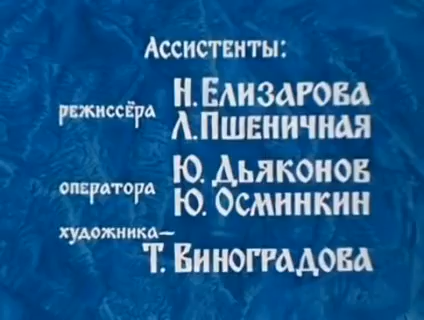 Ассистенты:
режиссёра Н. Елизарова
Л. Пшеничная
оператора Ю. Дьяконов
Ю. Осминкин
художника—
Т. Виноградова